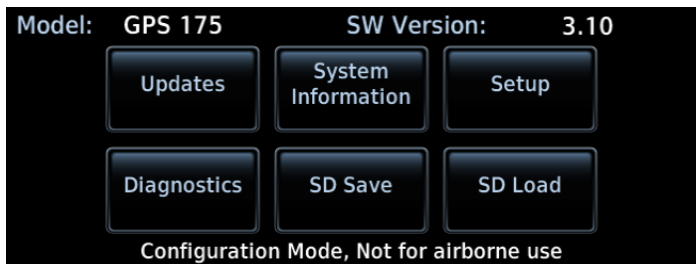 Model: GPS 175 SW Version: 3.10
Updates
System
Information
Setup
Diagnostics
SD Save
SD Load
Configuration Mode, Not for airborne use